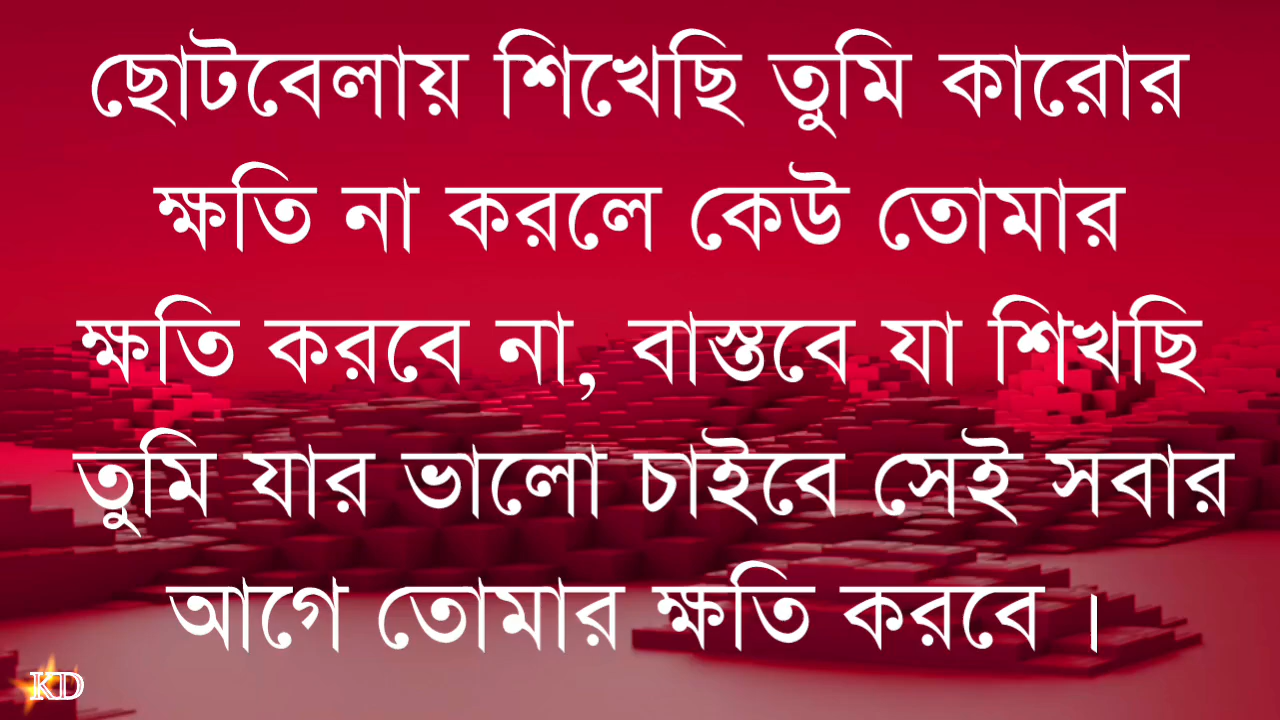 ছোটবেলায় শিখেছি তুমি কারোর
ক্ষতি না করলে কেউ তোমার
ক্ষতি করবে না, বাস্তবে যা শিখছি
তুমি যার ভালো চাইবে সেই সবার
আগে তোমার ক্ষতি করবে ।
KD